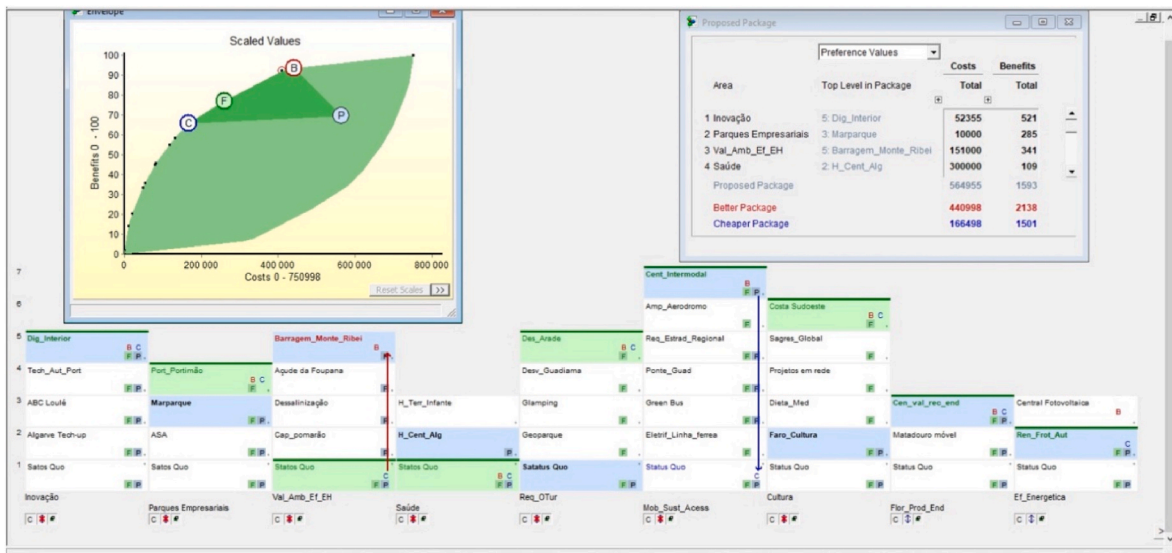 Envelope
Scaled Values
Benefits 0 - 100
100
90
80
70
60
50
40
30
20
10
0
B
F
C
P
0
200 000
400 000
600 000
800 000
Costs 0 - 750998
Reset Scales >>
Proposed Package
Preference Values
Costs Benefits
Area Top Level in Package Total Total
1 Inovação 5: Dig_Interior 52355 521
2 Parques Empresariais 3: Marparque 10000 285
3 Val_Amb_Ef_EH 5: Barragem_Monte_Ribei 151000 341
4 Saúde 2: H_Cent_Alg 300000 109
Proposed Package 564955 1593
Better Package 440998 2138
Cheaper Package 166498 1501
7
Cent_Intermodal
B
F P
6
Amp_Aerodromo
F
Costa Sudoeste
B C
F
5
Dig_Interior
B C
F P
Barragem_Monte_Ribei
B
P
Des_Arade
B C
F
Req_Estrad_Regional
F
Sagres_Global
F
4
Tech_Aut_Port
F P
Port_Portimão
B C
F
Açude da Foupana
P
Desv_Guadiama
F
Ponte_Guad
F P
Projetos em rede
F
3
ABC Loulé
F P
Marparque
F P
Dessalinização
P
H_Terr_Infante
Glamping
F
Green Bus
F P
Dieta_Med
F
Cen_val_rec_end
B C
F P
Central Fotovoltaica
B
2
Algarve Tech-up
F P
ASA
F P
Cap_pomarão
P
H_Cent_Alg
P
Geoparque
F
Eletrif_Linha_ferrea
F P
Faro_Cultura
F P
Matadouro móvel
F P
Ren_Frot_Aut
C
F P
1
Satos Quo
F P
Satos Quo
F P
Statos Quo
C
F P
Statos Quo
B C
F P
Satatus Quo
F P
Status Quo
C
F P
Status Quo
F P
Status Quo
F P
Status Quo
F P
Inovação
Parques Empresariais
Val_Amb_Ef_EH
Saúde
Req_OTur
Mob_Sust_Acess
Cultura
Flor_Prod_End
Ef_Energetica
C
C
C
C
C
C
C
C
C